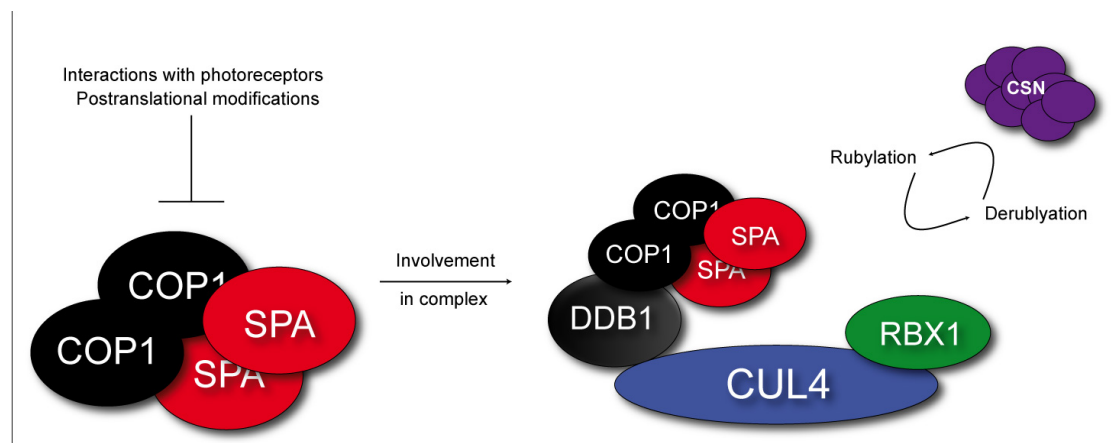 Interactions with photoreceptors
Postranslational modifications
COP1
COP1
SPA
SPA
Involvement
in complex
COP1
COP1
SPA
SPA
DDB1
CUL4
RBX1
CSN
Rubylation
Derublyation